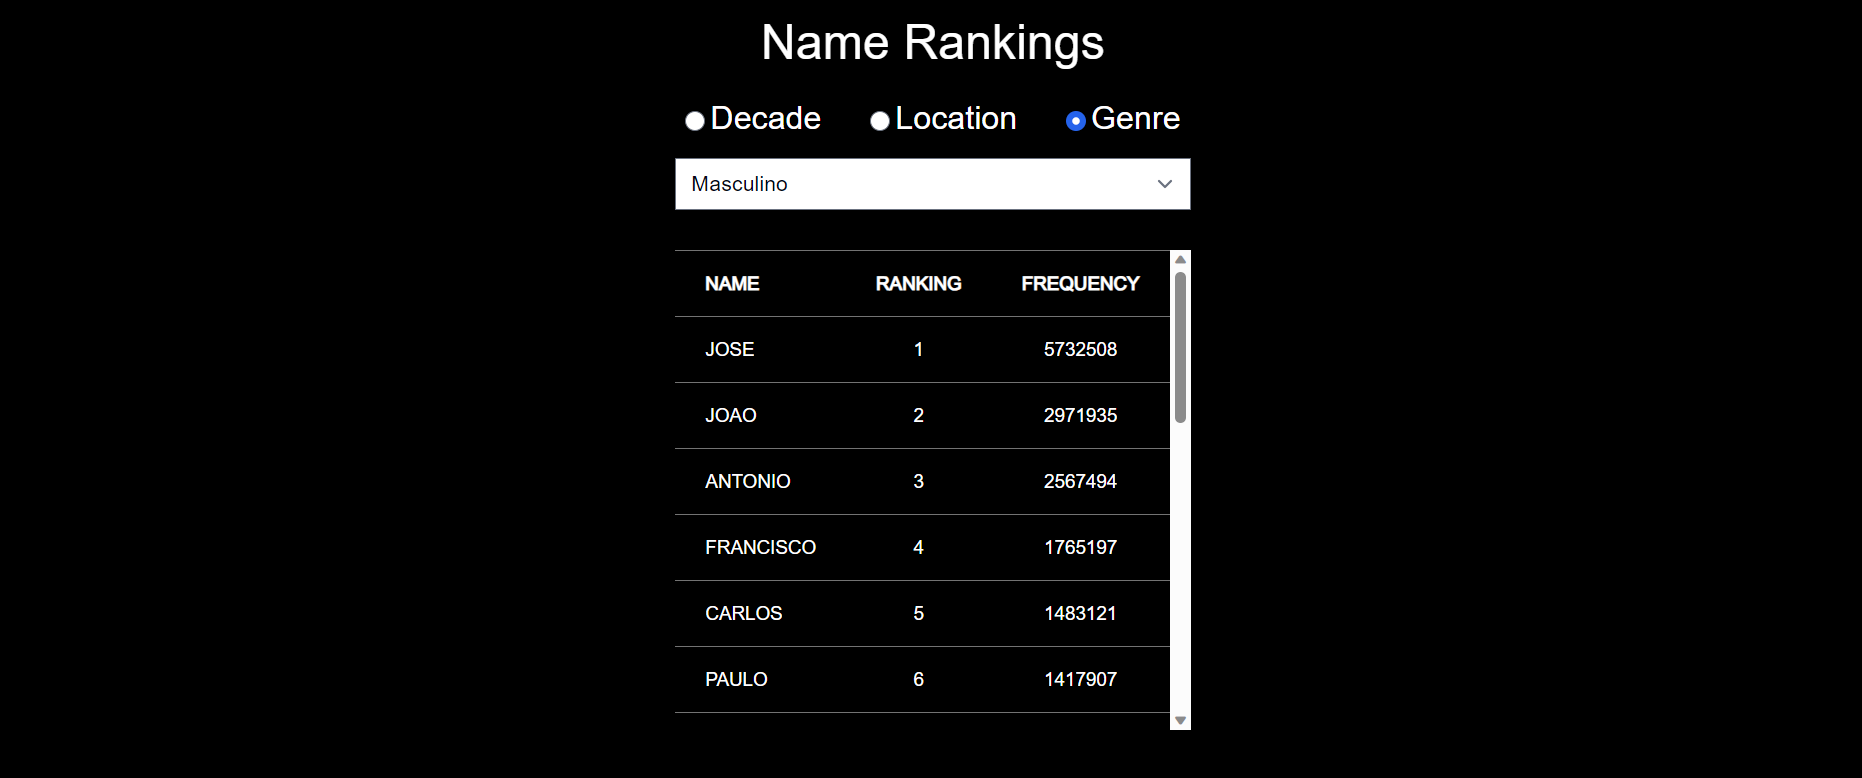 Name Rankings
Decade Location Genre
Masculino
NAME RANKING FREQUENCY
JOSE 1 5732508
JOAO 2 2971935
ANTONIO 3 2567494
FRANCISCO 4 1765197
CARLOS 5 1483121
PAULO 6 1417907